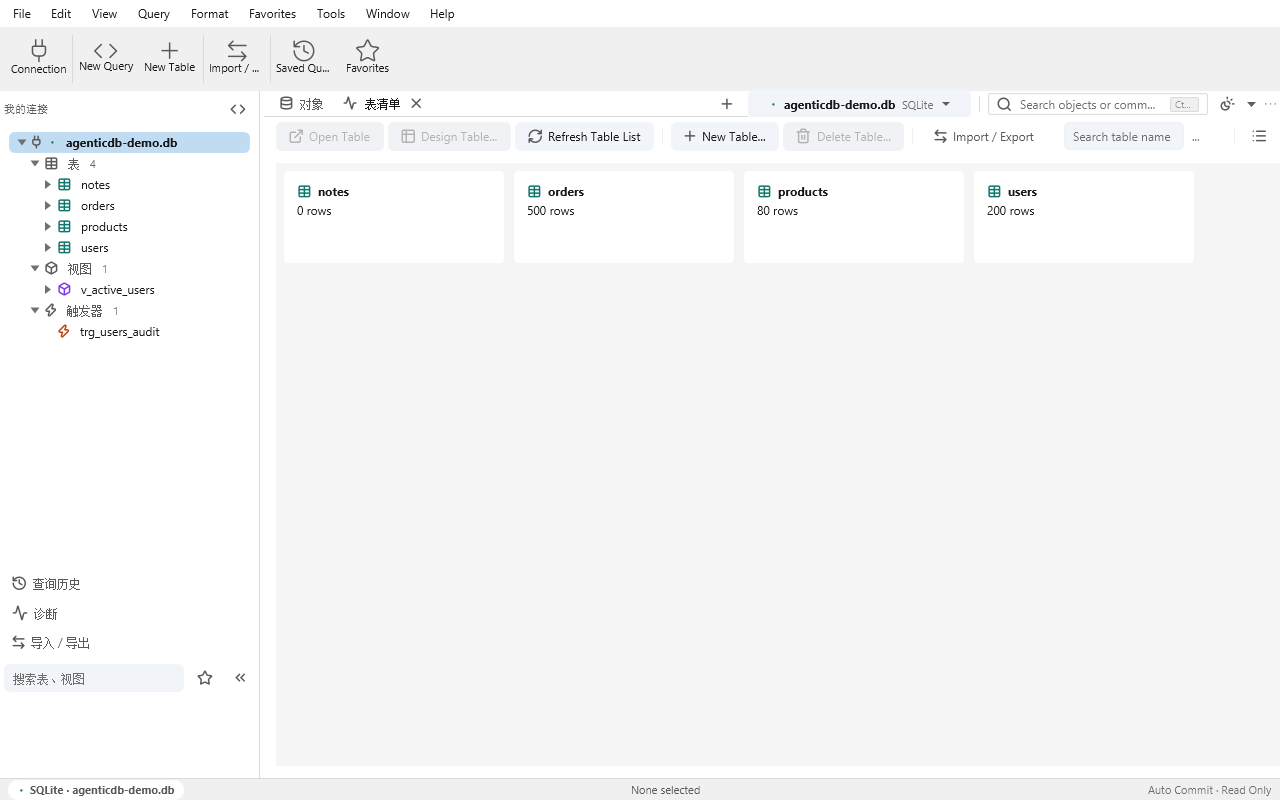 File Edit View Query Format Favorites Tools Window Help
Connection New Query New Table Import / ... Saved Qu... Favorites
我的连接
agenticdb-demo.db
表 4
notes
orders
products
users
视图 1
v_active_users
触发器 1
trg_users_audit
查询历史
诊断
导入 / 导出
搜索表、视图
对象 表清单 agenticdb-demo.db SQLite Search objects or comm... Ct...
Open Table Design Table... Refresh Table List New Table... Delete Table... Import / Export Search table name ...
notes orders products users
0 rows 500 rows 80 rows 200 rows
SQLite · agenticdb-demo.db None selected Auto Commit · Read Only